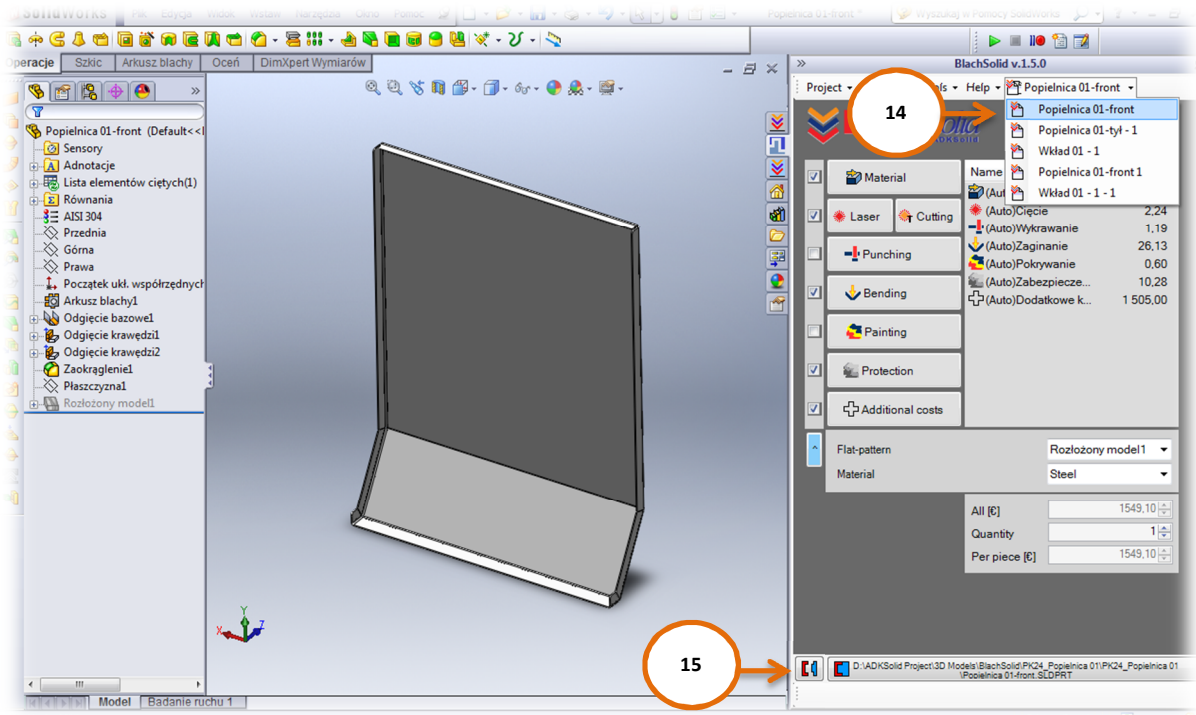 SolidWorks
Plik Edycja Widok Wstaw Narzędzia Okno Pomoc
Popielnica 01-front *
Wyszukaj w Pomocy SolidWorks
Operacje Szkic Arkusz blachy Oceń DimXpert Wymiarów
BlachSolid v.1.5.0
Project Help Popielnica 01-front
14
Popielnica 01-front
Popielnica 01-tył - 1
Wkład 01 - 1
Popielnica 01-front 1
Wkład 01 - 1 - 1
Popielnica 01-front (Default<<
Sensory
Adnotacje
Lista elementów ciętych(1)
Równania
AISI 304
Przednia
Górna
Prawa
Początek ukł. współrzędnych
Arkusz blachy1
Odgięcie bazowe1
Odgięcie krawędzi1
Odgięcie krawędzi2
Zaokrąglenie1
Płaszczyzna1
Rozłożony model1
ADKSolid
Material
Laser Cutting
Punching
Bending
Painting
Protection
Additional costs
Name
(Auto)Cięcie 2,24
(Auto)Wykrawanie 1,19
(Auto)Zaginanie 26,13
(Auto)Pokrywanie 0,60
(Auto)Zabezpiecze... 10,28
(Auto)Dodatkowe k... 1 505,00
Flat-pattern Rozłożony model1
Material Steel
All [€] 1549,10
Quantity 1
Per piece [€] 1549,10
Y
X Z
15
D:\ADKSolid Project\3D Models\BlachSolid\PK24_Popielnica 01\PK24_Popielnica 01
\Popielnica 01-front.SLDPRT
Model Badanie ruchu 1